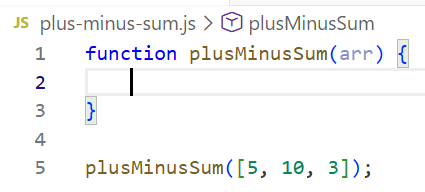 JS plus-minus-sum.js > plusMinusSum
1 function plusMinusSum(arr) {
2
3 }
4
5 plusMinusSum([5, 10, 3]);